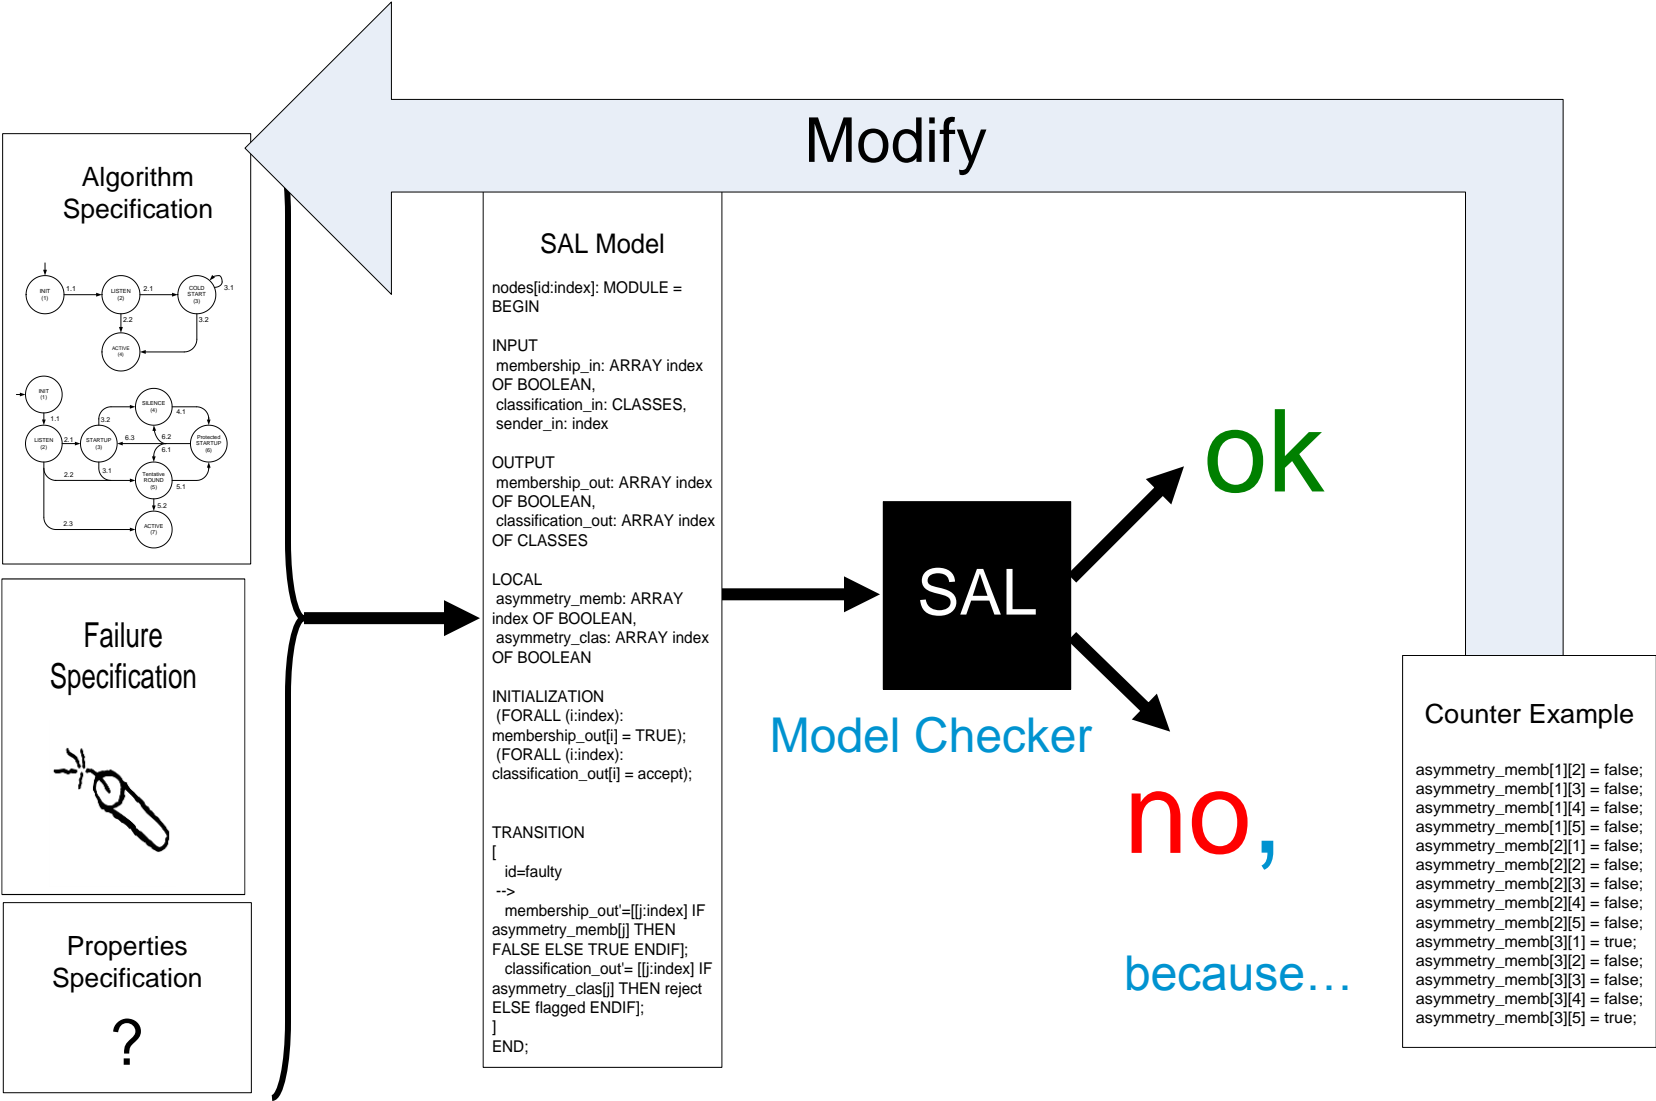 Modify
Algorithm
Specification
INIT
(1)
1.1
LISTEN
(2)
2.1
COLD
START
(3)
3.1
2.2
3.2
ACTIVE
(4)
INIT
(1)
1.1
SILENCE
(4)
4.1
3.2
LISTEN
(2)
2.1
STARTUP
(3)
6.3
6.2
6.1
Protected
STARTUP
(6)
2.2
3.1
Tentative
ROUND
(5)
5.1
5.2
2.3
ACTIVE
(7)
Failure
Specification
Properties
Specification
?
SAL Model
nodes[id:index]: MODULE =
BEGIN
INPUT
membership_in: ARRAY index
OF BOOLEAN,
classification_in: CLASSES,
sender_in: index
OUTPUT
membership_out: ARRAY index
OF BOOLEAN,
classification_out: ARRAY index
OF CLASSES
LOCAL
asymmetry_memb: ARRAY
index OF BOOLEAN,
asymmetry_clas: ARRAY index
OF BOOLEAN
INITIALIZATION
(FORALL (i:index):
membership_out[i] = TRUE);
(FORALL (i:index):
classification_out[i] = accept);
TRANSITION
[
id=faulty
-->
membership_out'=[[j:index] IF
asymmetry_memb[j] THEN
FALSE ELSE TRUE ENDIF];
classification_out'= [[j:index] IF
asymmetry_clas[j] THEN reject
ELSE flagged ENDIF];
]
END;
SAL
Model Checker
ok
no,
because…
Counter Example
asymmetry_memb[1][2] = false;
asymmetry_memb[1][3] = false;
asymmetry_memb[1][4] = false;
asymmetry_memb[1][5] = false;
asymmetry_memb[2][1] = false;
asymmetry_memb[2][2] = false;
asymmetry_memb[2][3] = false;
asymmetry_memb[2][4] = false;
asymmetry_memb[2][5] = false;
asymmetry_memb[3][1] = true;
asymmetry_memb[3][2] = false;
asymmetry_memb[3][3] = false;
asymmetry_memb[3][4] = false;
asymmetry_memb[3][5] = true;